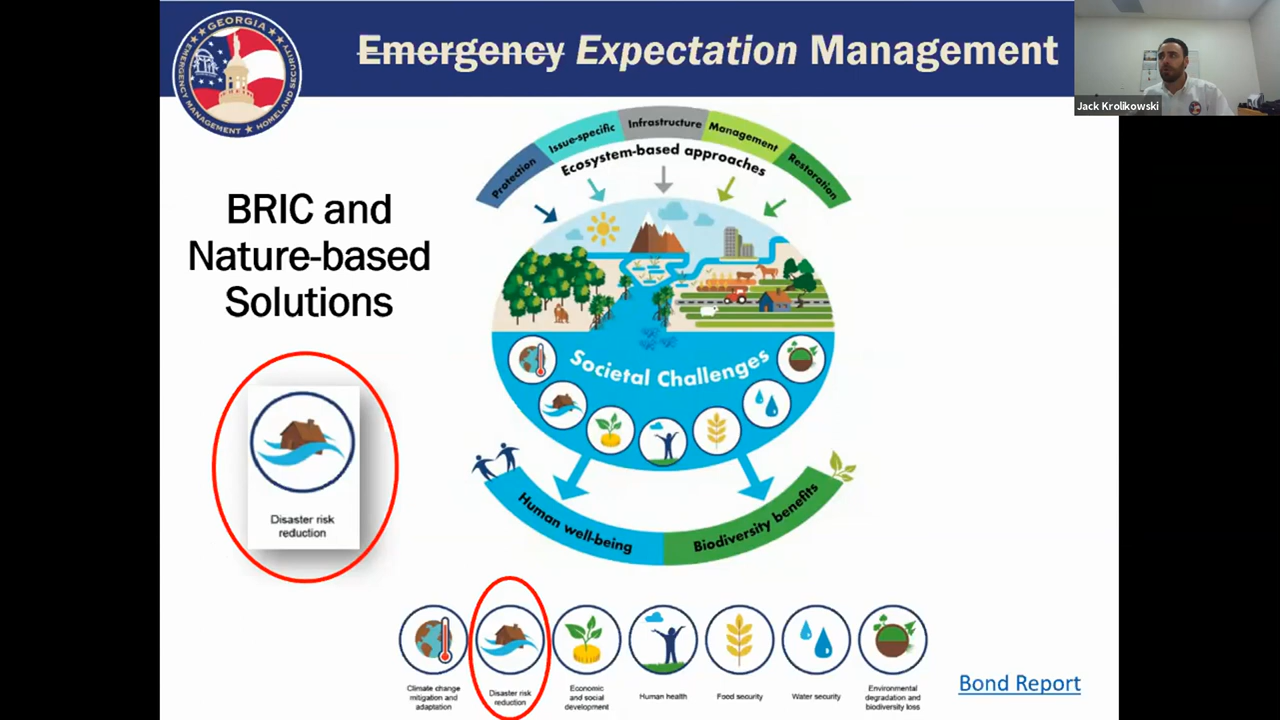 GEORGIA
EMERGENCY MANAGEMENT HOMELAND SECURITY
Emergency Expectation Management
Jack Krolikowski
Protection
Issue-specific
Infrastructure
Management
Restoration
Ecosystem-based approaches
BRIC and
Nature-based
Solutions
Societal Challenges
Human well-being
Biodiversity benefits
Disaster risk
reduction
Climate change
mitigation and
adaptation
Disaster risk
reduction
Economic
and social
development
Human health
Food security
Water security
Environmental
degradation and
biodiversity loss
Bond Report